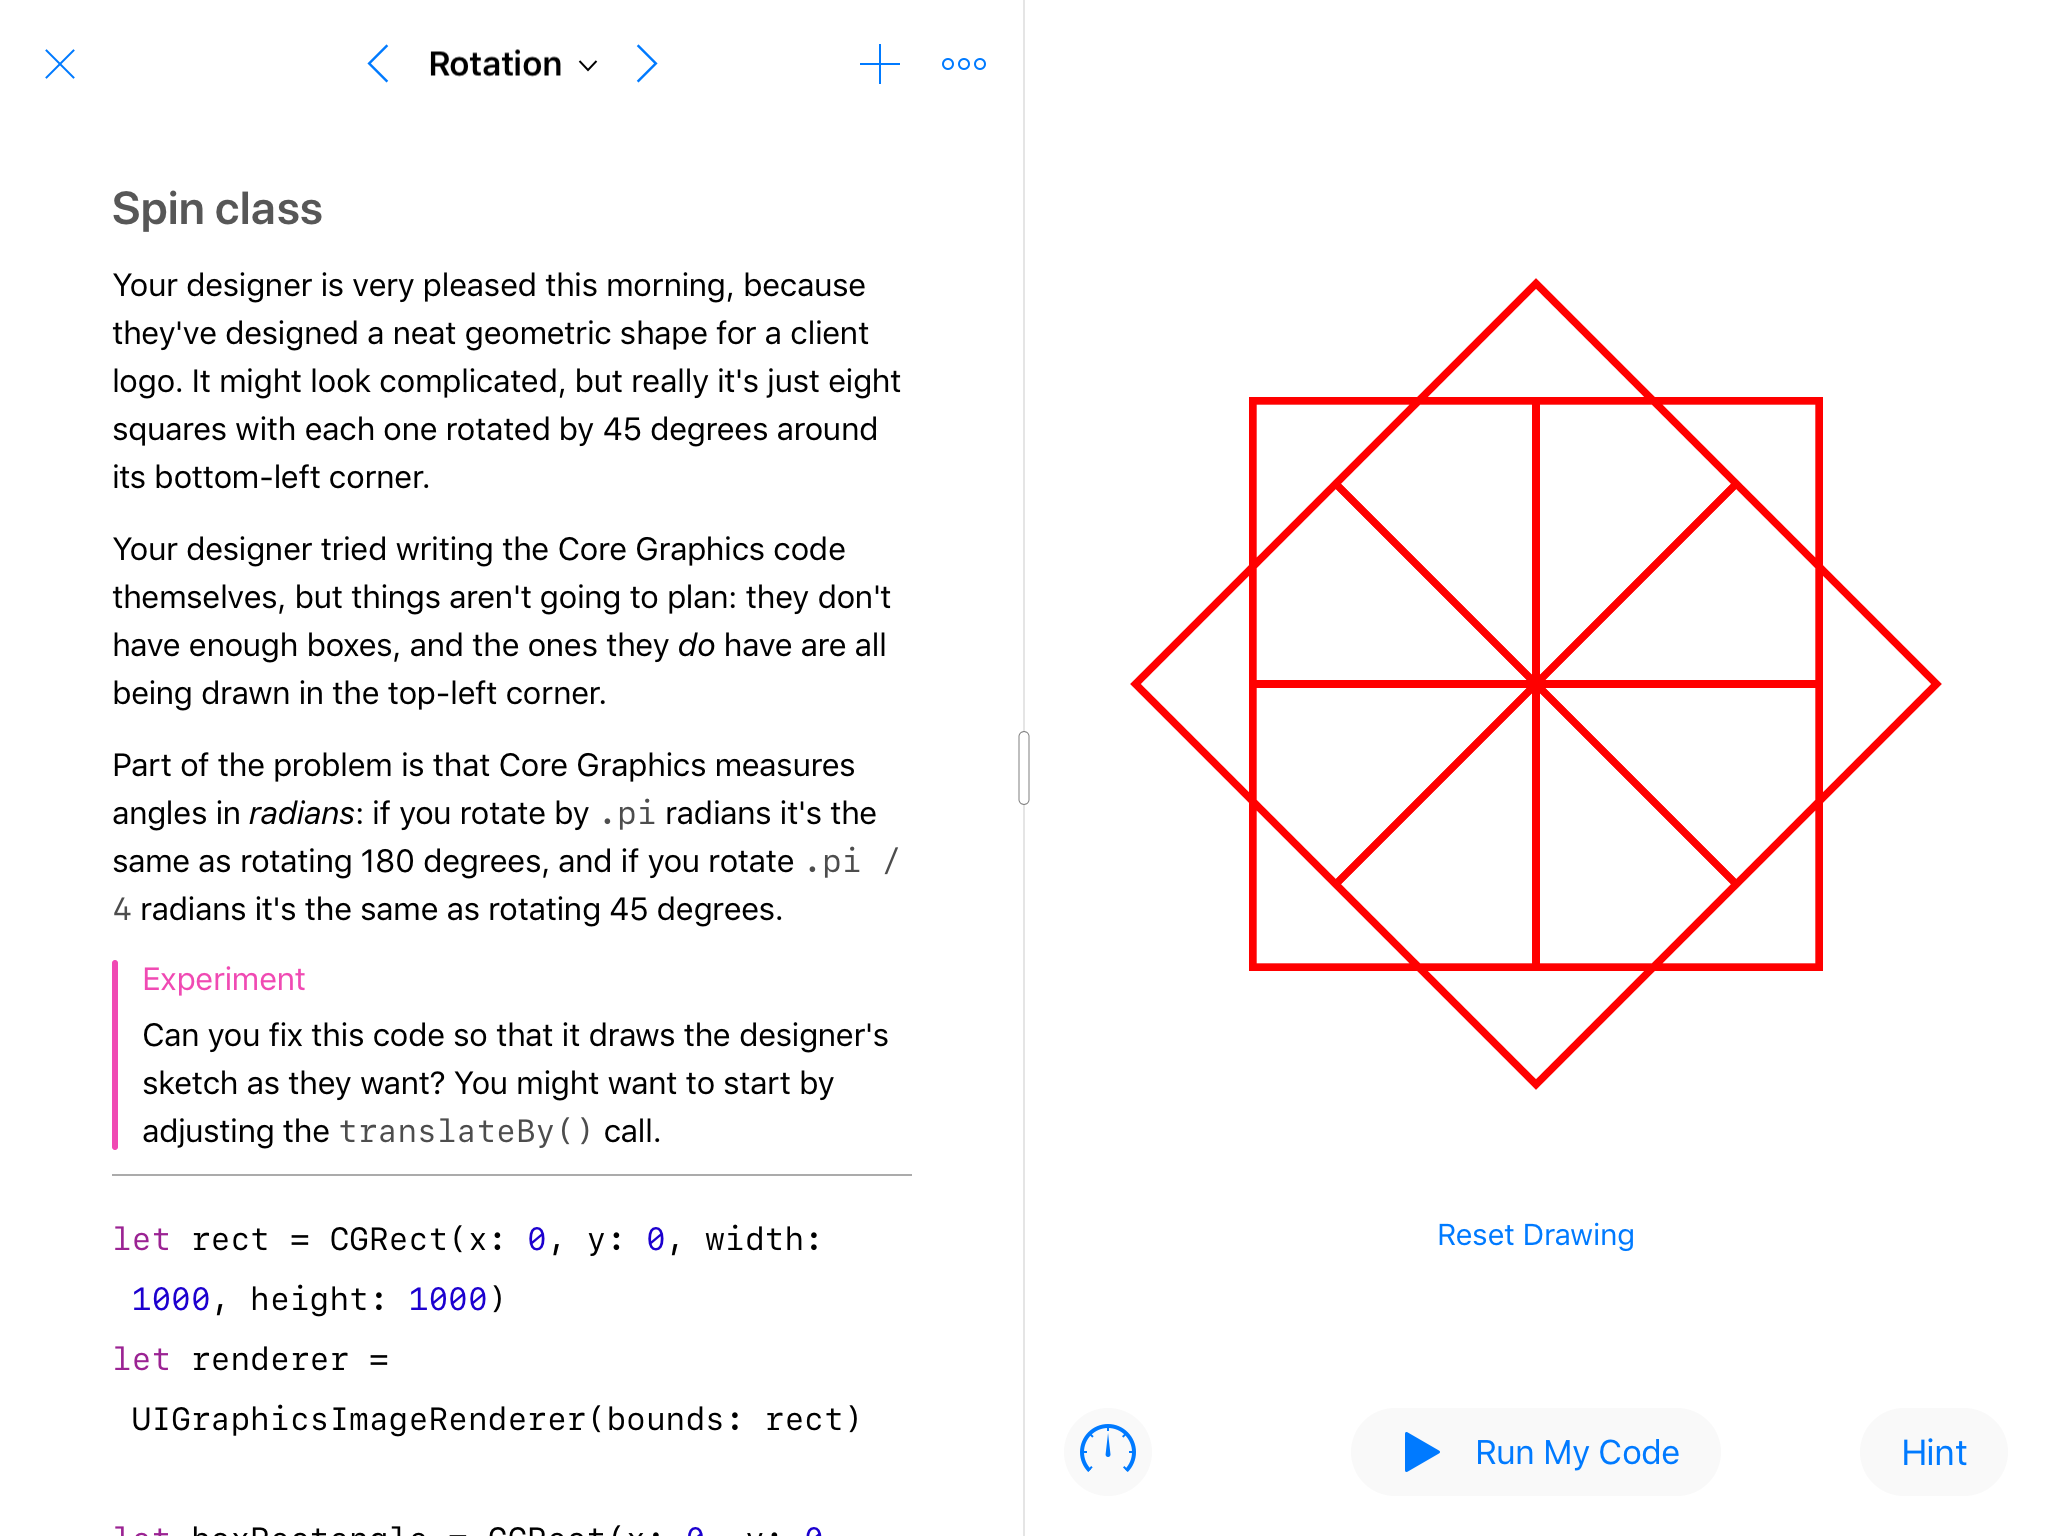 Rotation
Spin class
Your designer is very pleased this morning, because
they've designed a neat geometric shape for a client
logo. It might look complicated, but really it's just eight
squares with each one rotated by 45 degrees around
its bottom-left corner.
Your designer tried writing the Core Graphics code
themselves, but things aren't going to plan: they don't
have enough boxes, and the ones they do have are all
being drawn in the top-left corner.
Part of the problem is that Core Graphics measures
angles in radians: if you rotate by .pi radians it's the
same as rotating 180 degrees, and if you rotate .pi /
4 radians it's the same as rotating 45 degrees.
Experiment
Can you fix this code so that it draws the designer's
sketch as they want? You might want to start by
adjusting the translateBy() call.
let rect = CGRect(x: 0, y: 0, width:
1000, height: 1000)
let renderer =
UIGraphicsImageRenderer(bounds: rect)
let boxRectangle = CGRect(x: 0, y: 0,
Reset Drawing
Run My Code
Hint